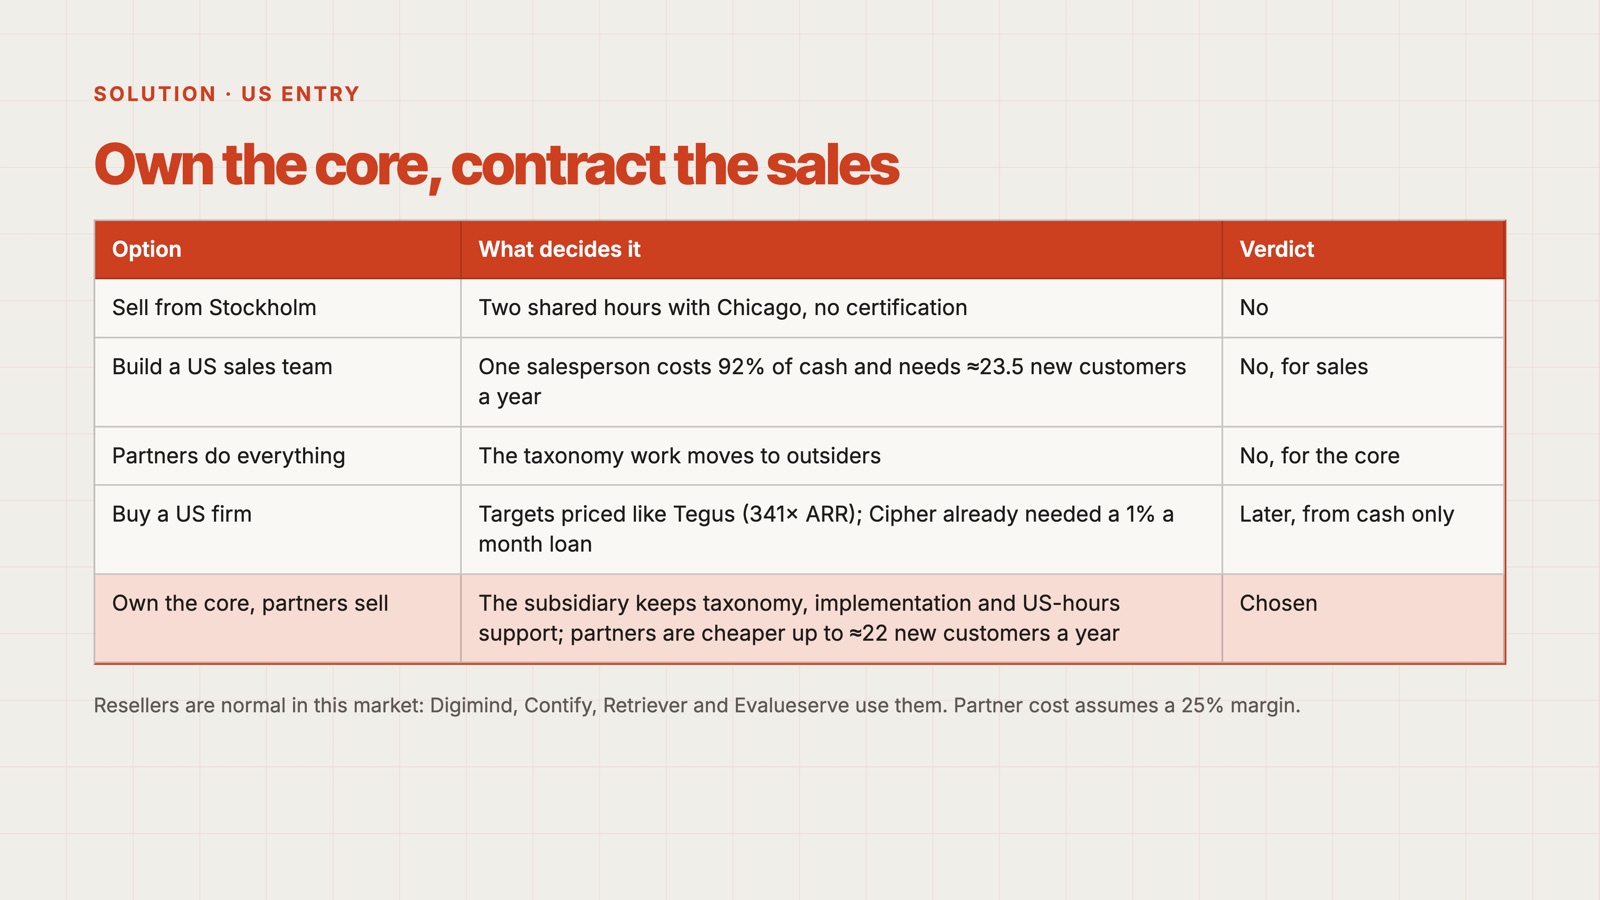 SOLUTION · US ENTRY
Own the core, contract the sales
Option
What decides it
Verdict
Sell from Stockholm
Two shared hours with Chicago, no certification
No
Build a US sales team
One salesperson costs 92% of cash and needs ≈23.5 new customers
a year
No, for sales
Partners do everything
The taxonomy work moves to outsiders
No, for the core
Buy a US firm
Targets priced like Tegus (341× ARR); Cipher already needed a 1% a
month loan
Later, from cash only
Own the core, partners sell
The subsidiary keeps taxonomy, implementation and US-hours
support; partners are cheaper up to ≈22 new customers a year
Chosen
Resellers are normal in this market: Digimind, Contify, Retriever and Evalueserve use them. Partner cost assumes a 25% margin.